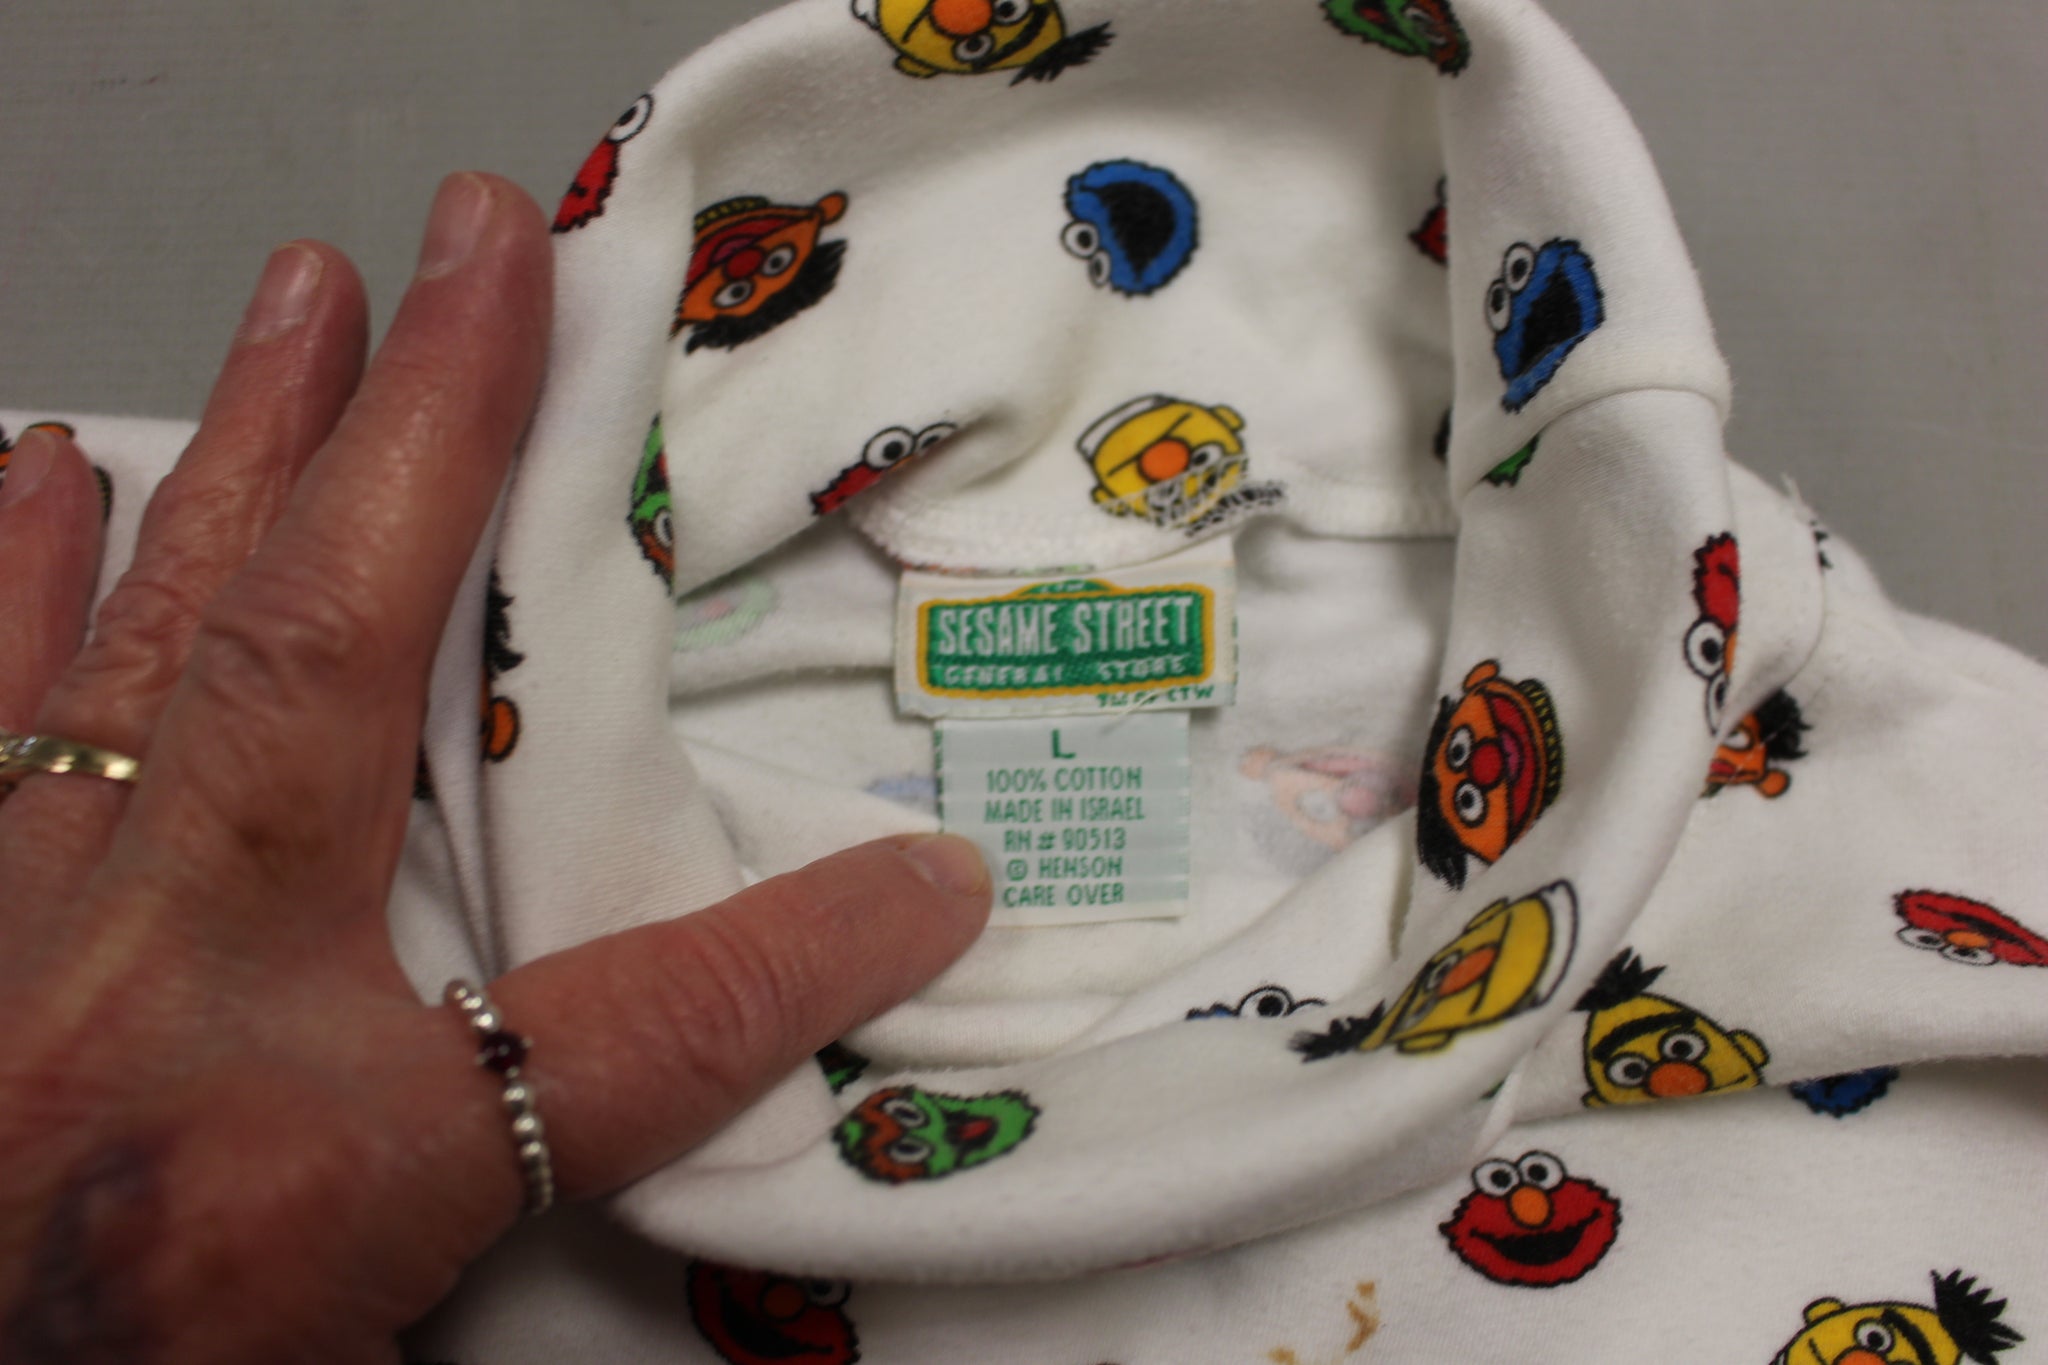 SESAME STREET
GENERAL STORE
L
100% COTTON
MADE IN ISRAEL
RN # 90513
© HENSON
CARE OVER